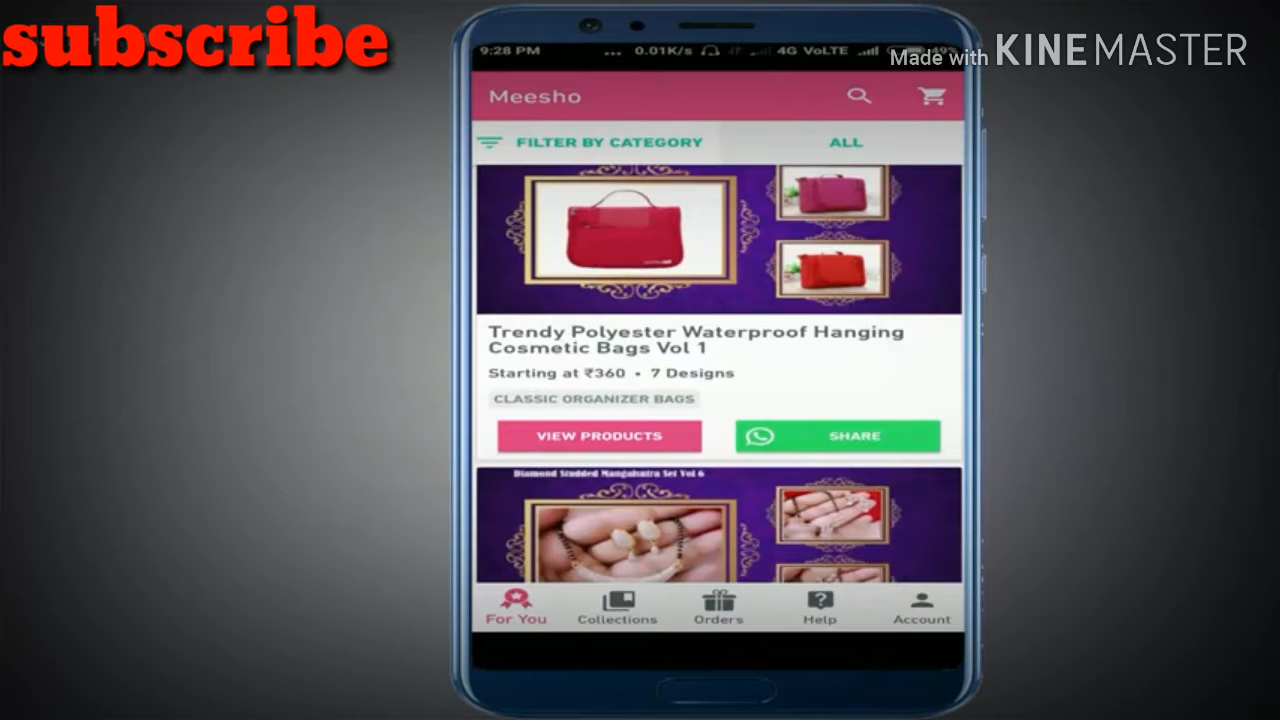 subscribe
9:28 PM ... 0.01K/s 4G VoLTE 49%
Made with KINEMASTER
Meesho
FILTER BY CATEGORY ALL
Trendy Polyester Waterproof Hanging
Cosmetic Bags Vol 1
Starting at ₹360 • 7 Designs
CLASSIC ORGANIZER BAGS
VIEW PRODUCTS SHARE
Diamond Studded Mangalsutra Set Vol 6
For You Collections Orders Help Account